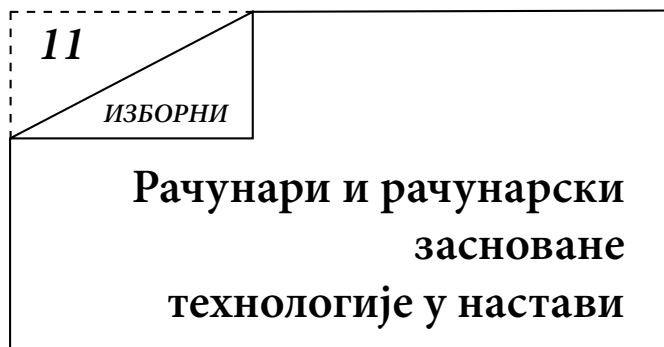 11
ИЗБОРНИ
Рачунари и рачунарски
засноване
технологије у настави